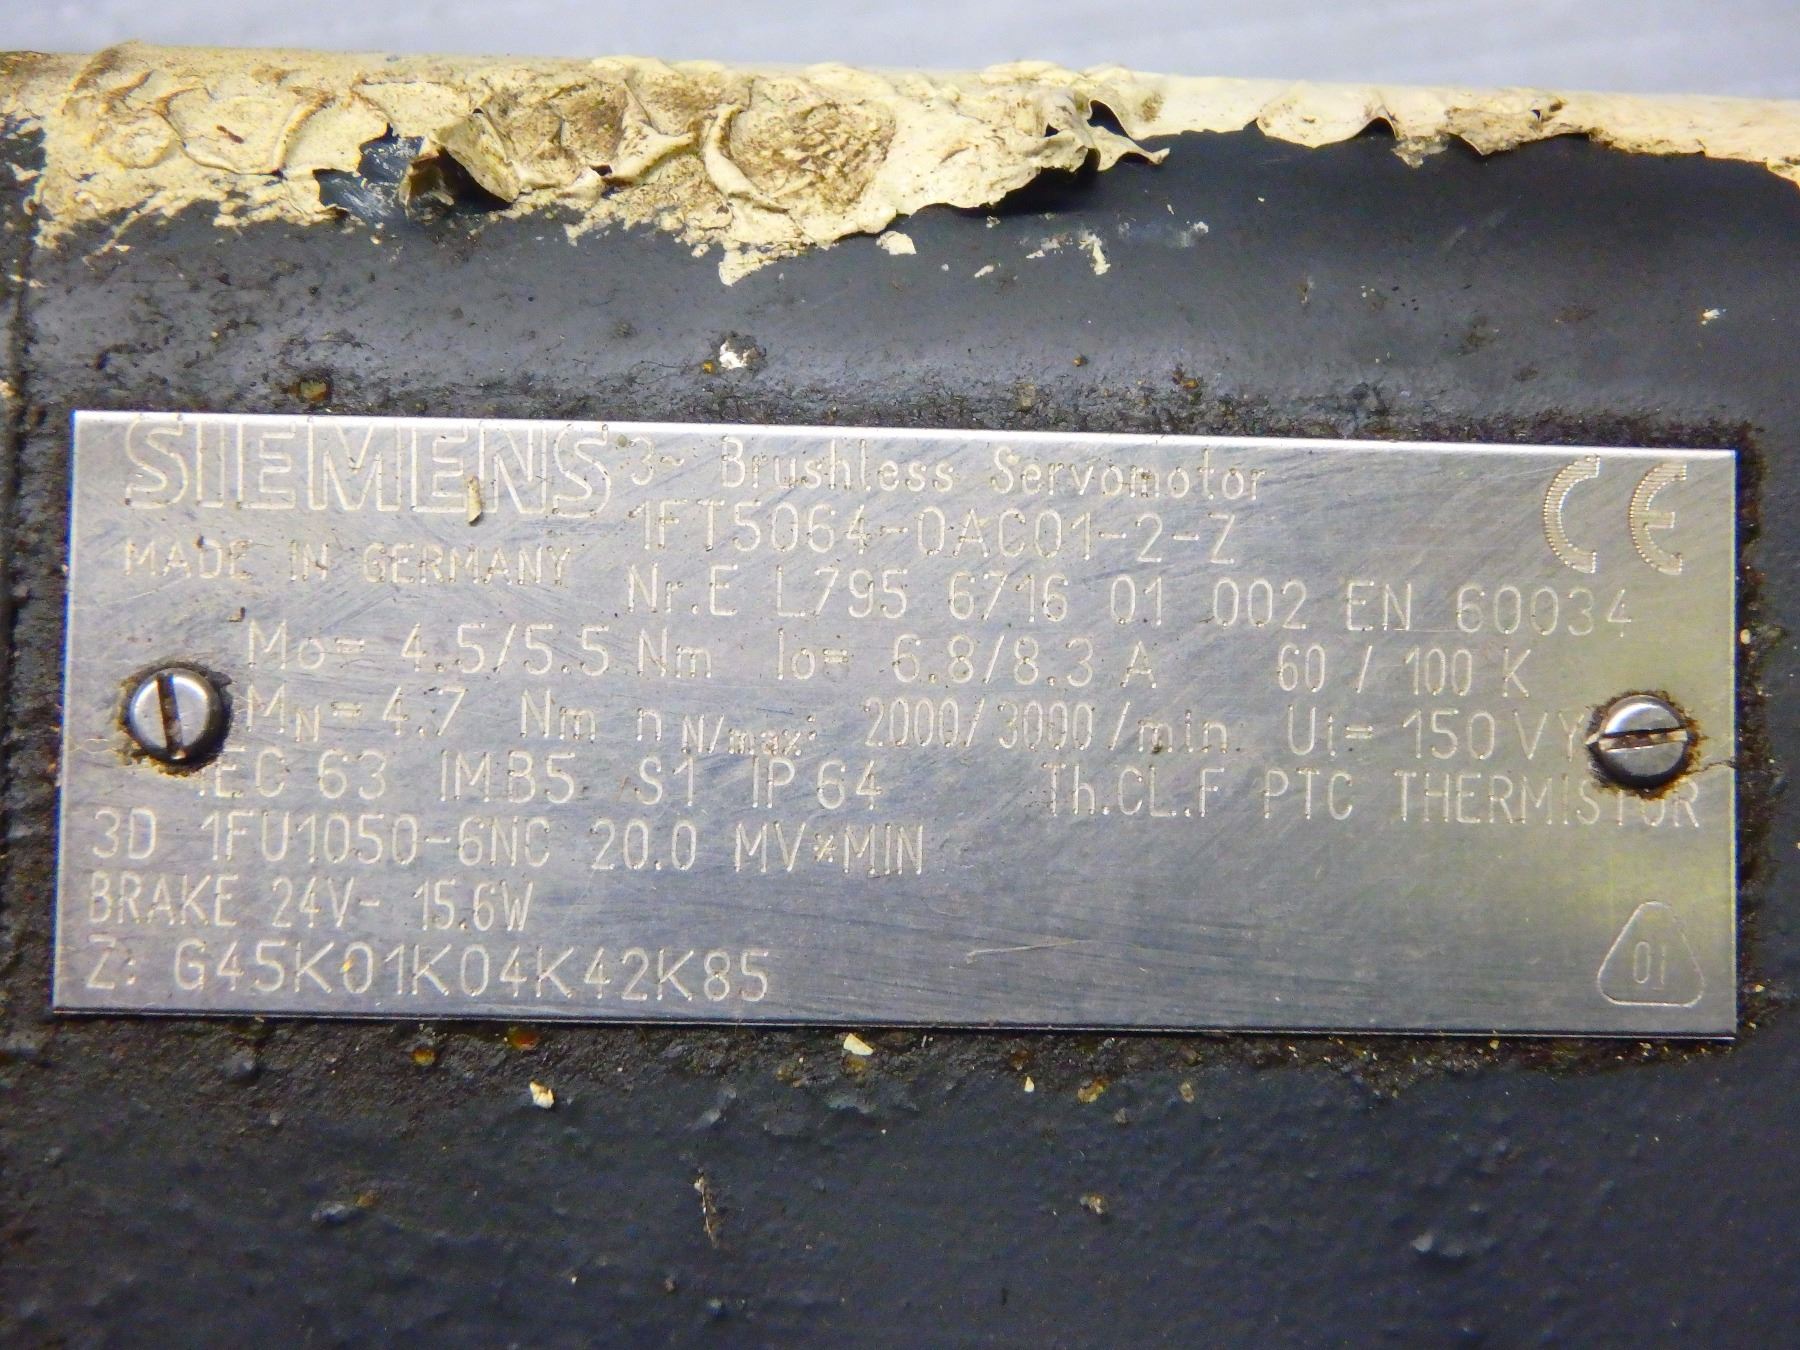 SIEMENS 3~ Brushless Servomotor CE
1FT5064-0AC01-2-Z
MADE IN GERMANY
Nr.E L795 6716 01 002 EN 60034
Mo= 4.5/5.5 Nm Io= 6.8/8.3 A 60 / 100 K
MN= 4.7 Nm n N/max: 2000/3000/min Ui= 150 VY
IEC 63 IM B5 S1 IP 64 Th.CL.F PTC THERMISTOR
3D 1FU1050-6NC 20.0 MV*MIN
BRAKE 24V- 15.6W
Z: G45K01K04K42K85
01